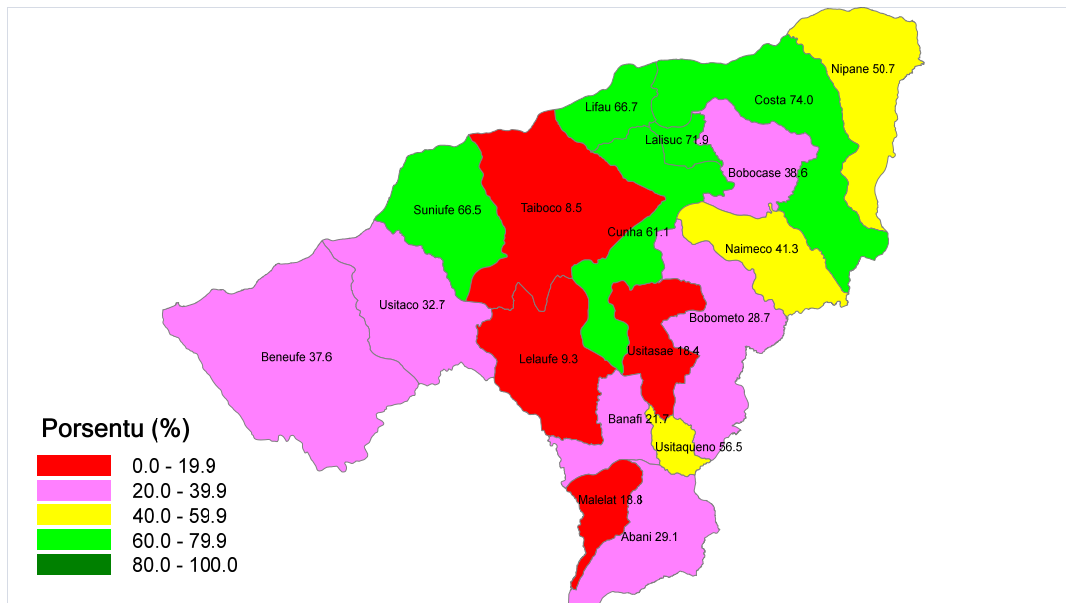 Nipane 50.7
Costa 74.0
Lifau 66.7
Lalisuc 71.9
Bobocase 38.6
Suniufe 66.5
Taiboco 8.5
Cunha 61.1
Naimeco 41.3
Usitaco 32.7
Bobometo 28.7
Beneufe 37.6
Lelaufe 9.3
Usitasae 18.4
Banafi 21.7
Usitaqueno 56.5
Malelat 18.8
Abani 29.1
Porsentu (%)
0.0 - 19.9
20.0 - 39.9
40.0 - 59.9
60.0 - 79.9
80.0 - 100.0